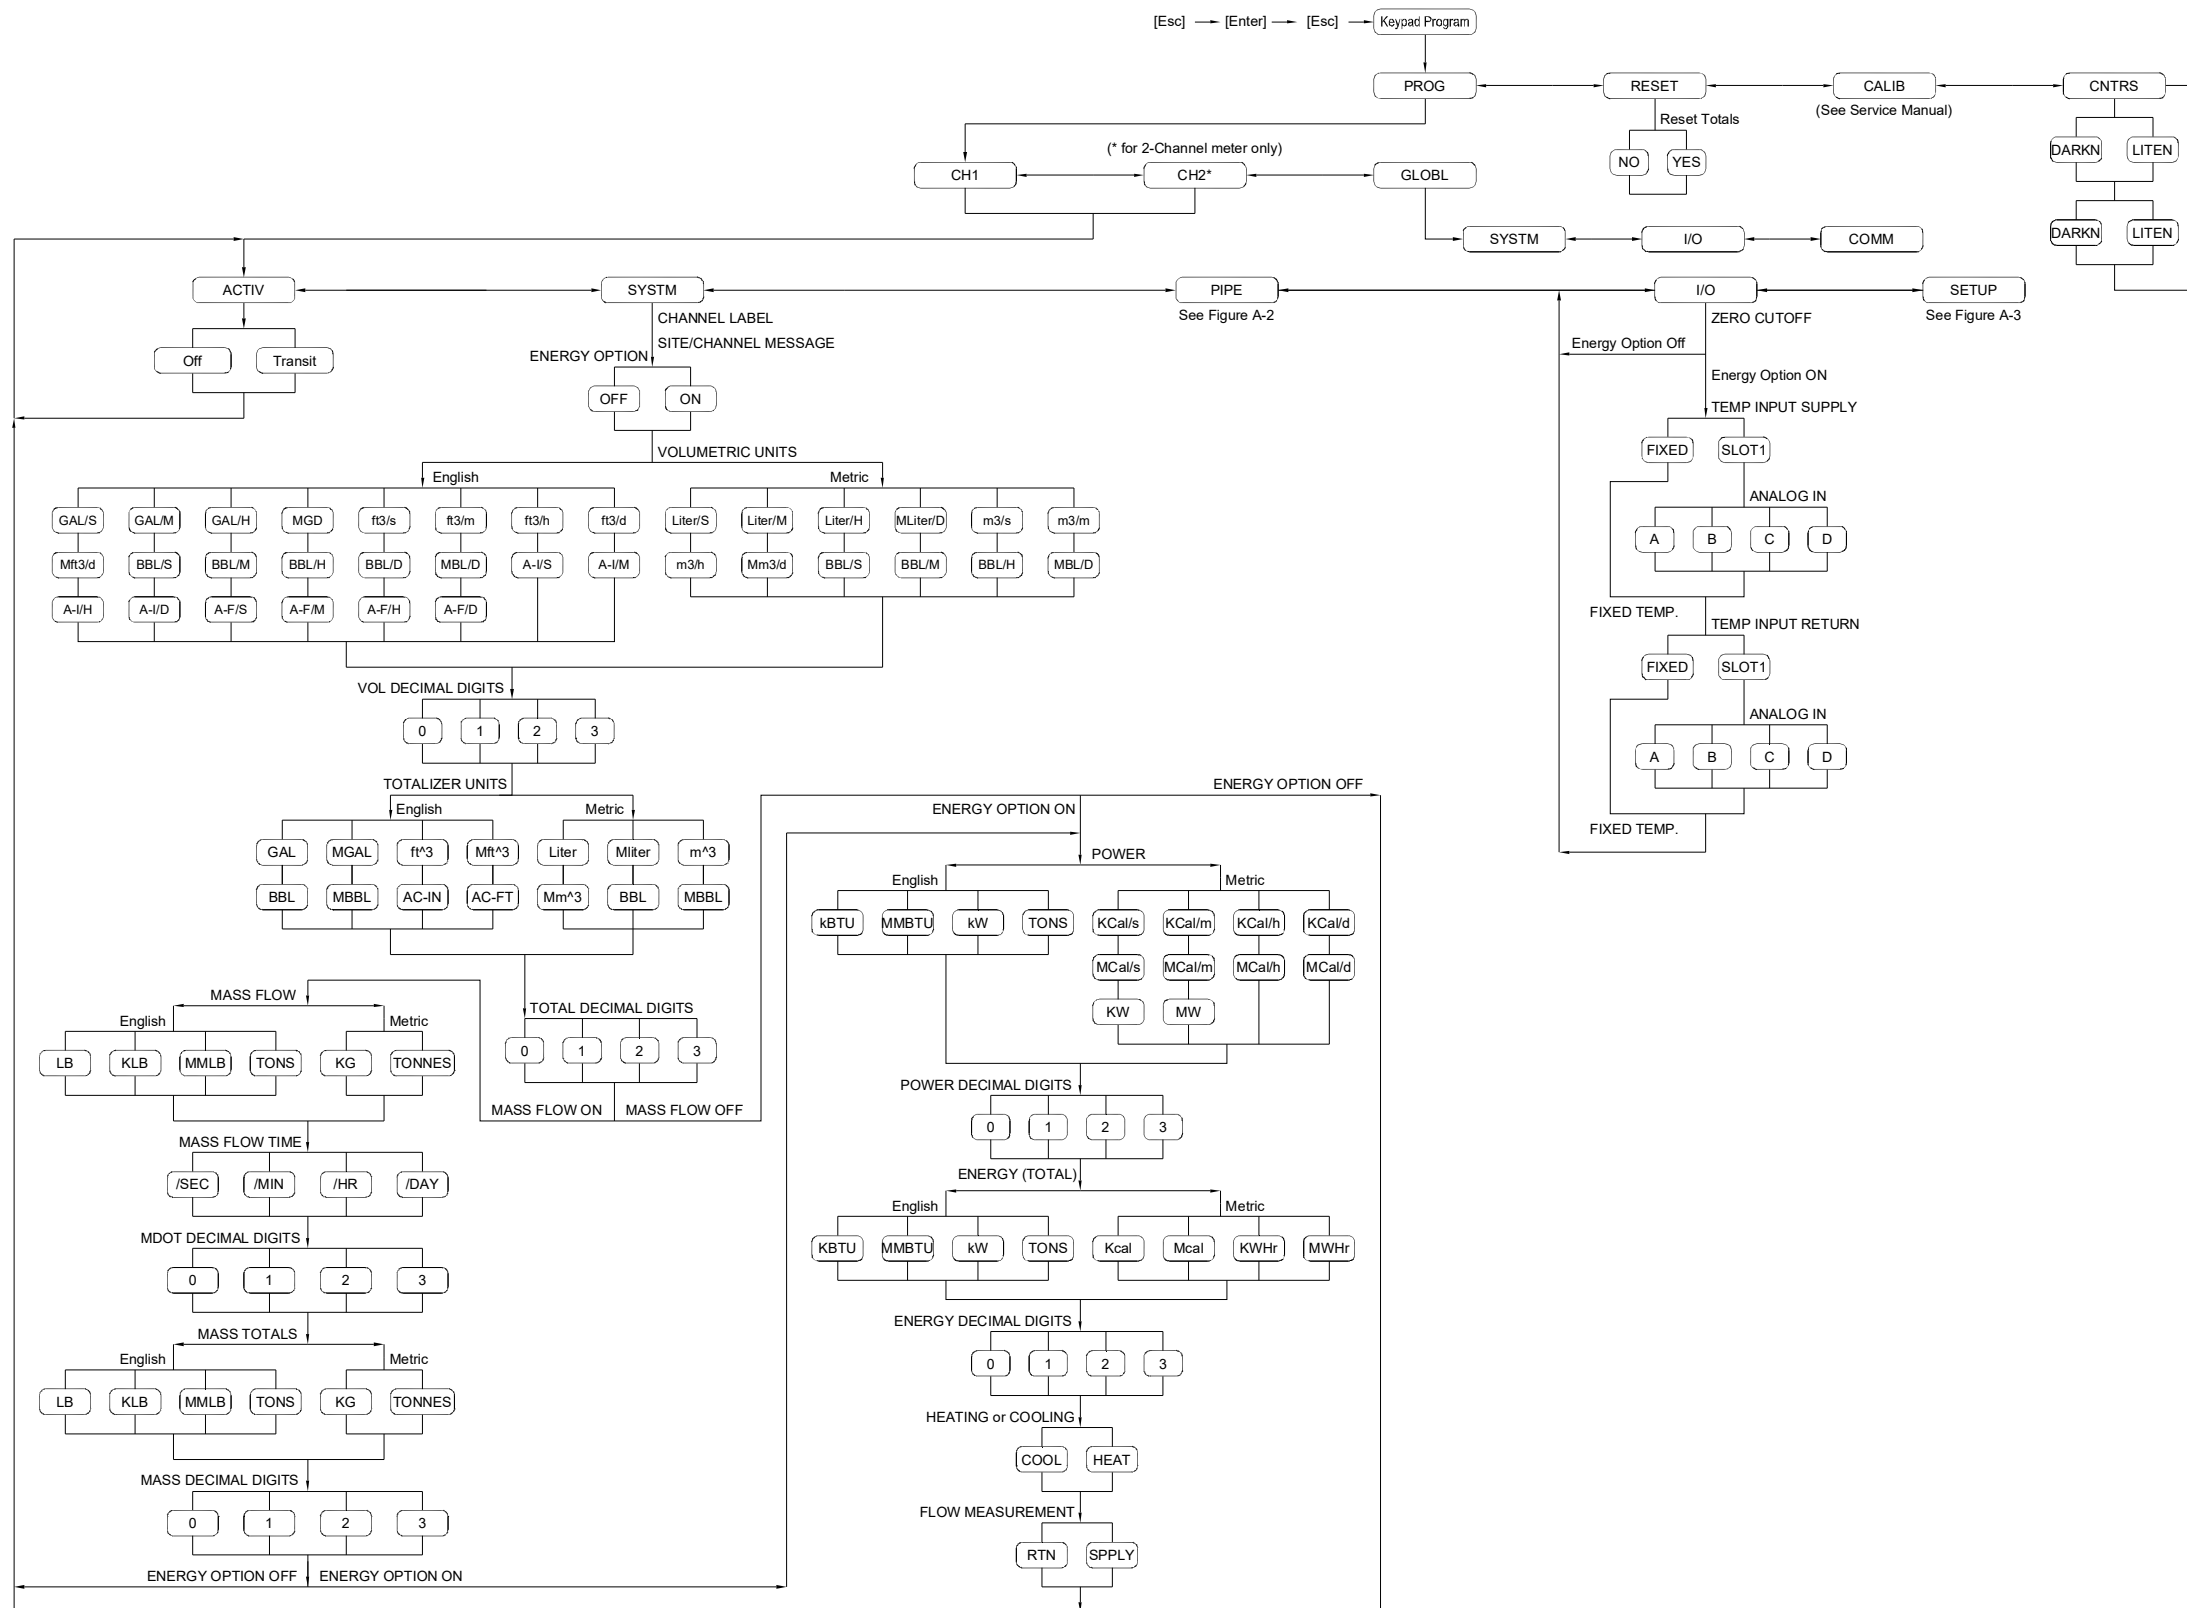 [Esc] [Enter] [Esc] Keypad Program
PROG RESET CALIB CNTRS
(See Service Manual)
Reset Totals
NO YES
DARKN LITEN
DARKN LITEN
(* for 2-Channel meter only)
CH1 CH2* GLOBL
SYSTM I/O COMM
ACTIV SYSTM PIPE I/O SETUP
See Figure A-2
See Figure A-3
Off Transit
CHANNEL LABEL
SITE/CHANNEL MESSAGE
ENERGY OPTION
OFF ON
VOLUMETRIC UNITS
English Metric
GAL/S GAL/M GAL/H MGD ft3/s ft3/m ft3/h ft3/d Liter/S Liter/M Liter/H MLiter/D m3/s m3/m
Mft3/d BBL/S BBL/M BBL/H BBL/D MBL/D A-I/S A-I/M m3/h Mm3/d BBL/S BBL/M BBL/H MBL/D
A-I/H A-I/D A-F/S A-F/M A-F/H A-F/D
VOL DECIMAL DIGITS
0 1 2 3
TOTALIZER UNITS
English Metric
GAL MGAL ft^3 Mft^3 Liter Mliter m^3
BBL MBBL AC-IN AC-FT Mm^3 BBL MBBL
TOTAL DECIMAL DIGITS
0 1 2 3
MASS FLOW ON MASS FLOW OFF
MASS FLOW
English Metric
LB KLB MMLB TONS KG TONNES
MASS FLOW TIME
/SEC /MIN /HR /DAY
MDOT DECIMAL DIGITS
0 1 2 3
MASS TOTALS
English Metric
LB KLB MMLB TONS KG TONNES
MASS DECIMAL DIGITS
0 1 2 3
ENERGY OPTION OFF ENERGY OPTION ON
ENERGY OPTION OFF
ENERGY OPTION ON
POWER
English Metric
kBTU MMBTU kW TONS KCal/s KCal/m KCal/h KCal/d
MCal/s MCal/m MCal/h MCal/d
KW MW
POWER DECIMAL DIGITS
0 1 2 3
ENERGY (TOTAL)
English Metric
KBTU MMBTU kW TONS Kcal Mcal KWHr MWHr
ENERGY DECIMAL DIGITS
0 1 2 3
HEATING or COOLING
COOL HEAT
FLOW MEASUREMENT
RTN SPPLY
ZERO CUTOFF
Energy Option Off
Energy Option ON
TEMP INPUT SUPPLY
FIXED SLOT1
ANALOG IN
A B C D
FIXED TEMP.
TEMP INPUT RETURN
FIXED SLOT1
ANALOG IN
A B C D
FIXED TEMP.